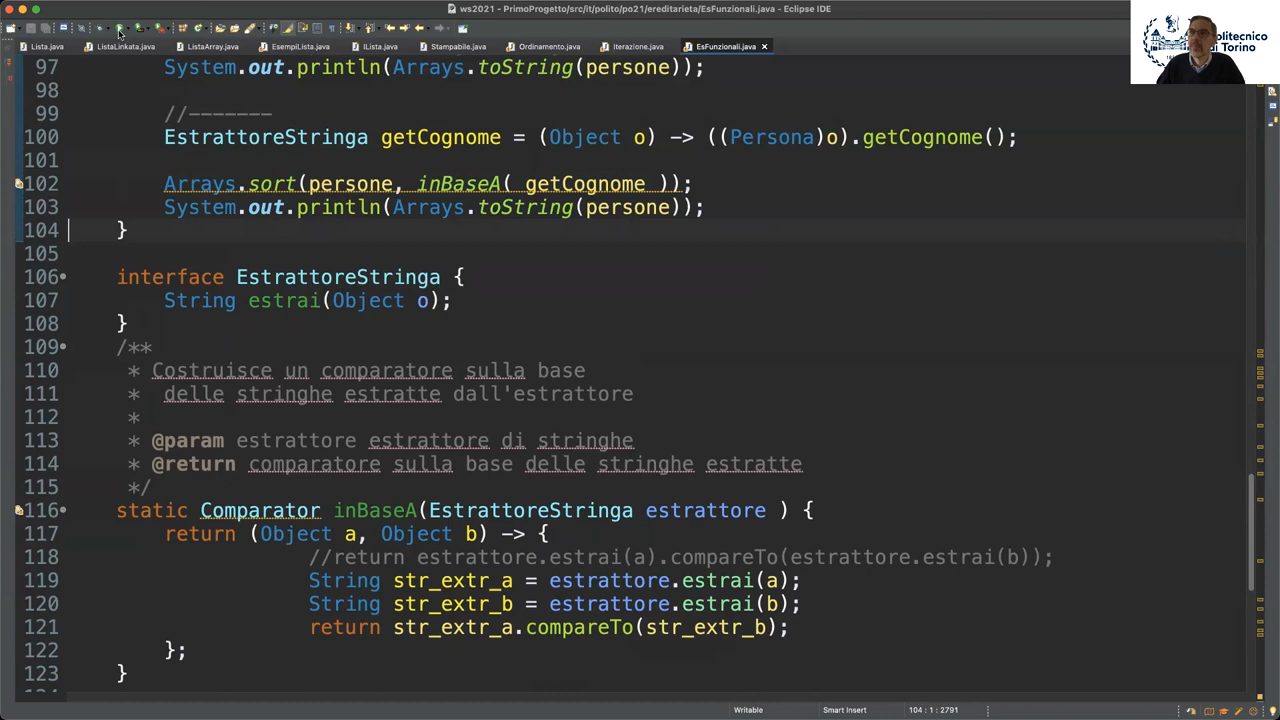 ws2021 - PrimoProgetto/src/it/polito/po21/ereditarieta/EsFunzionali.java - Eclipse IDE
Lista.java ListaLinkata.java ListaArray.java EsempiLista.java ILista.java Stampabile.java Ordinamento.java Iterazione.java EsFunzionali.java
Politecnico
di Torino
97 System.out.println(Arrays.toString(persone));
98
99 //-------
100 EstrattoreStringa getCognome = (Object o) -> ((Persona)o).getCognome();
101
102 Arrays.sort(persone, inBaseA( getCognome ));
103 System.out.println(Arrays.toString(persone));
104 }
105
106 interface EstrattoreStringa {
107 String estrai(Object o);
108 }
109 /**
110 * Costruisce un comparatore sulla base
111 * delle stringhe estratte dall'estrattore
112 *
113 * @param estrattore estrattore di stringhe
114 * @return comparatore sulla base delle stringhe estratte
115 */
116 static Comparator inBaseA(EstrattoreStringa estrattore ) {
117 return (Object a, Object b) -> {
118 //return estrattore.estrai(a).compareTo(estrattore.estrai(b));
119 String str_extr_a = estrattore.estrai(a);
120 String str_extr_b = estrattore.estrai(b);
121 return str_extr_a.compareTo(str_extr_b);
122 };
123 }
Writable Smart Insert 104 : 1 : 2791